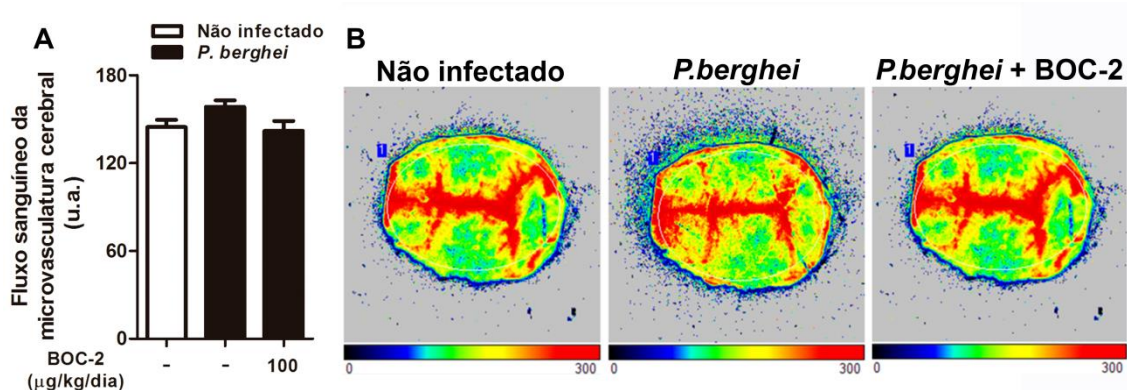 A
Não infectado
P. berghei
Fluxo sanguíneo da
microvasculatura cerebral
(u.a.)
180
120
60
0
BOC-2
(μg/kg/dia)
- - 100
B
Não infectado
P.berghei
P.berghei + BOC-2
1
1
1
0 300
0 300
0 300